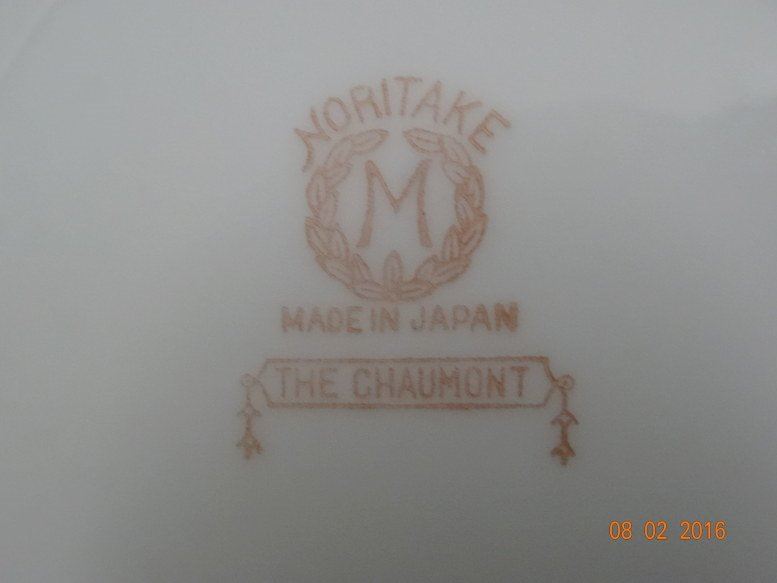 NORITAKE
M
MADE IN JAPAN
THE CHAUMONT
08 02 2016